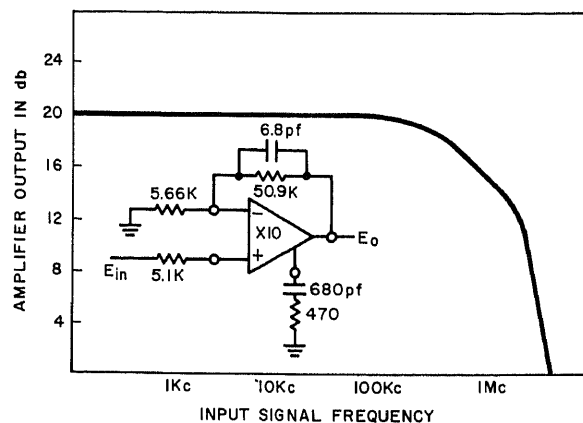 AMPLIFIER OUTPUT IN db
24
20
16
12
8
4
6.8pf
50.9K
5.66K
−
X10
+
Eo
Ein
5.1K
680pf
470
1Kc 10Kc 100Kc 1Mc
INPUT SIGNAL FREQUENCY